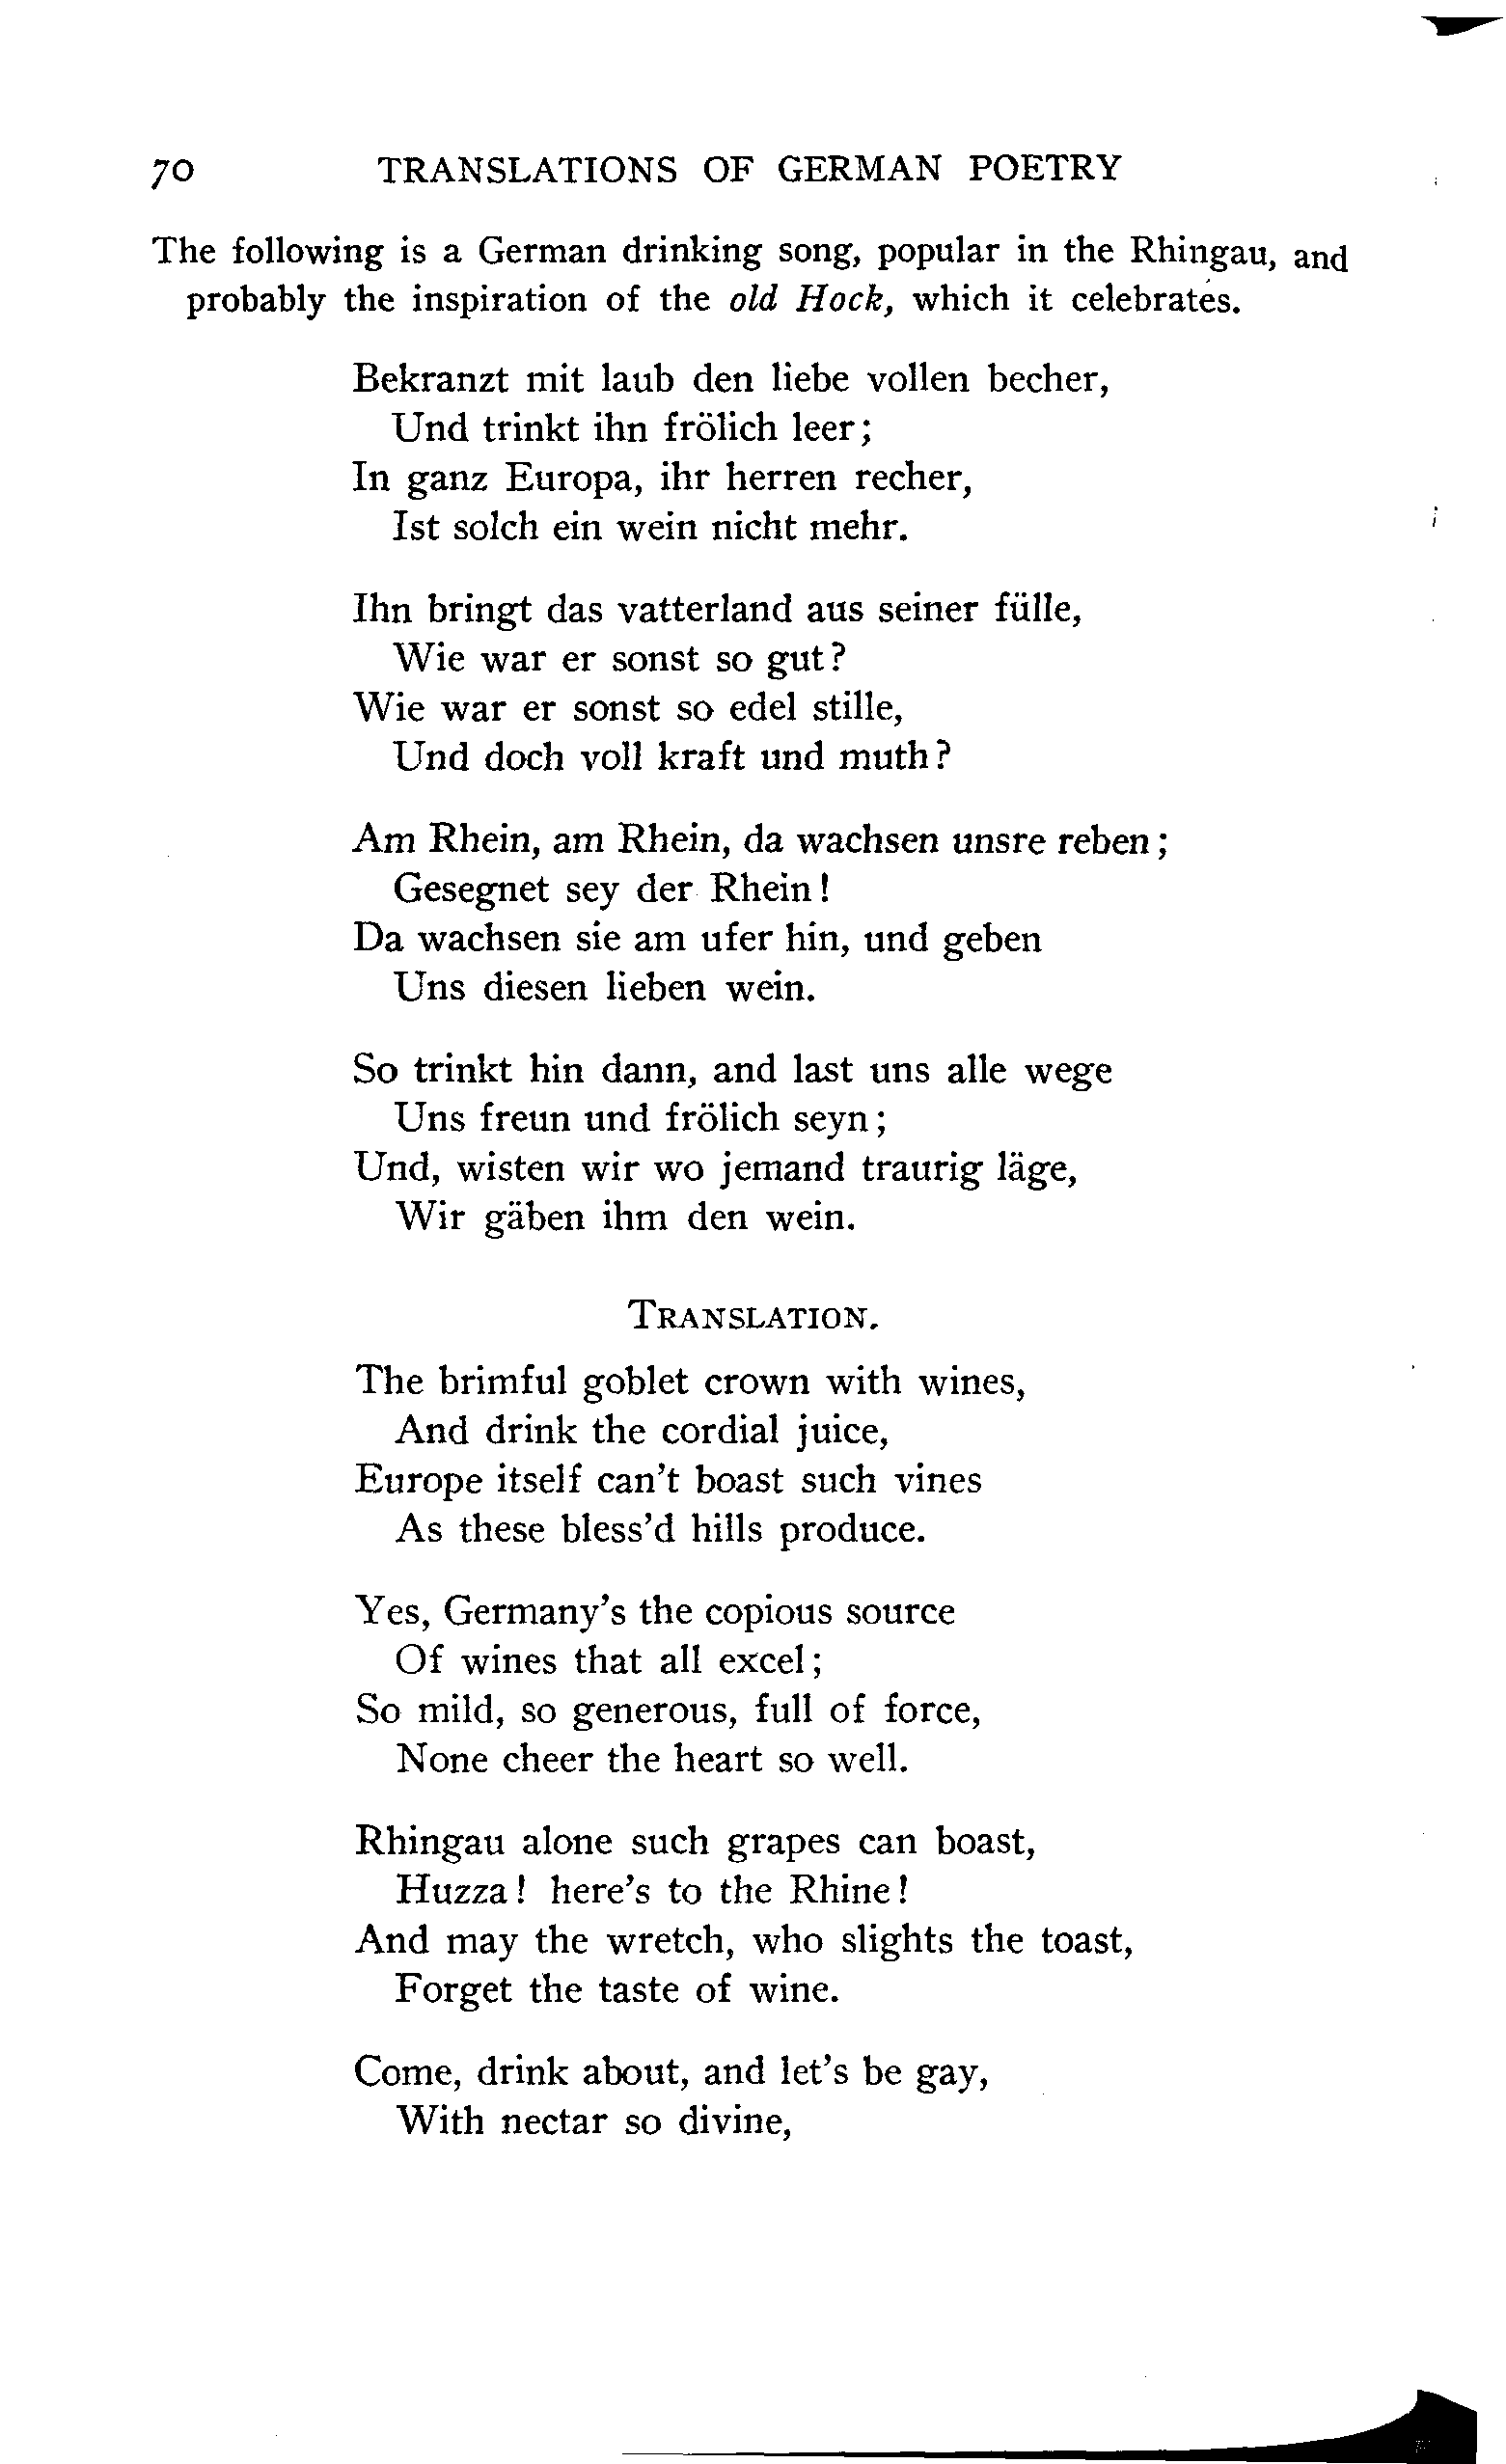 70 TRANSLATIONS OF GERMAN POETRY
The following is a German drinking song, popular in the Rhingau, and
probably the inspiration of the old Hock, which it celebrates.
Bekranzt mit laub den liebe vollen becher,
Und trinkt ihn frölich leer;
In ganz Europa, ihr herren recher,
Ist solch ein wein nicht mehr.
Ihn bringt das vatterland aus seiner fülle,
Wie war er sonst so gut?
Wie war er sonst so edel stille,
Und doch voll kraft und muth?
Am Rhein, am Rhein, da wachsen unsre reben;
Gesegnet sey der Rhein!
Da wachsen sie am ufer hin, und geben
Uns diesen lieben wein.
So trinkt hin dann, and last uns alle wege
Uns freun und frölich seyn;
Und, wisten wir wo jemand traurig läge,
Wir gäben ihm den wein.
TRANSLATION.
The brimful goblet crown with wines,
And drink the cordial juice,
Europe itself can't boast such vines
As these bless'd hills produce.
Yes, Germany's the copious source
Of wines that all excel;
So mild, so generous, full of force,
None cheer the heart so well.
Rhingau alone such grapes can boast,
Huzza! here's to the Rhine!
And may the wretch, who slights the toast,
Forget the taste of wine.
Come, drink about, and let's be gay,
With nectar so divine,